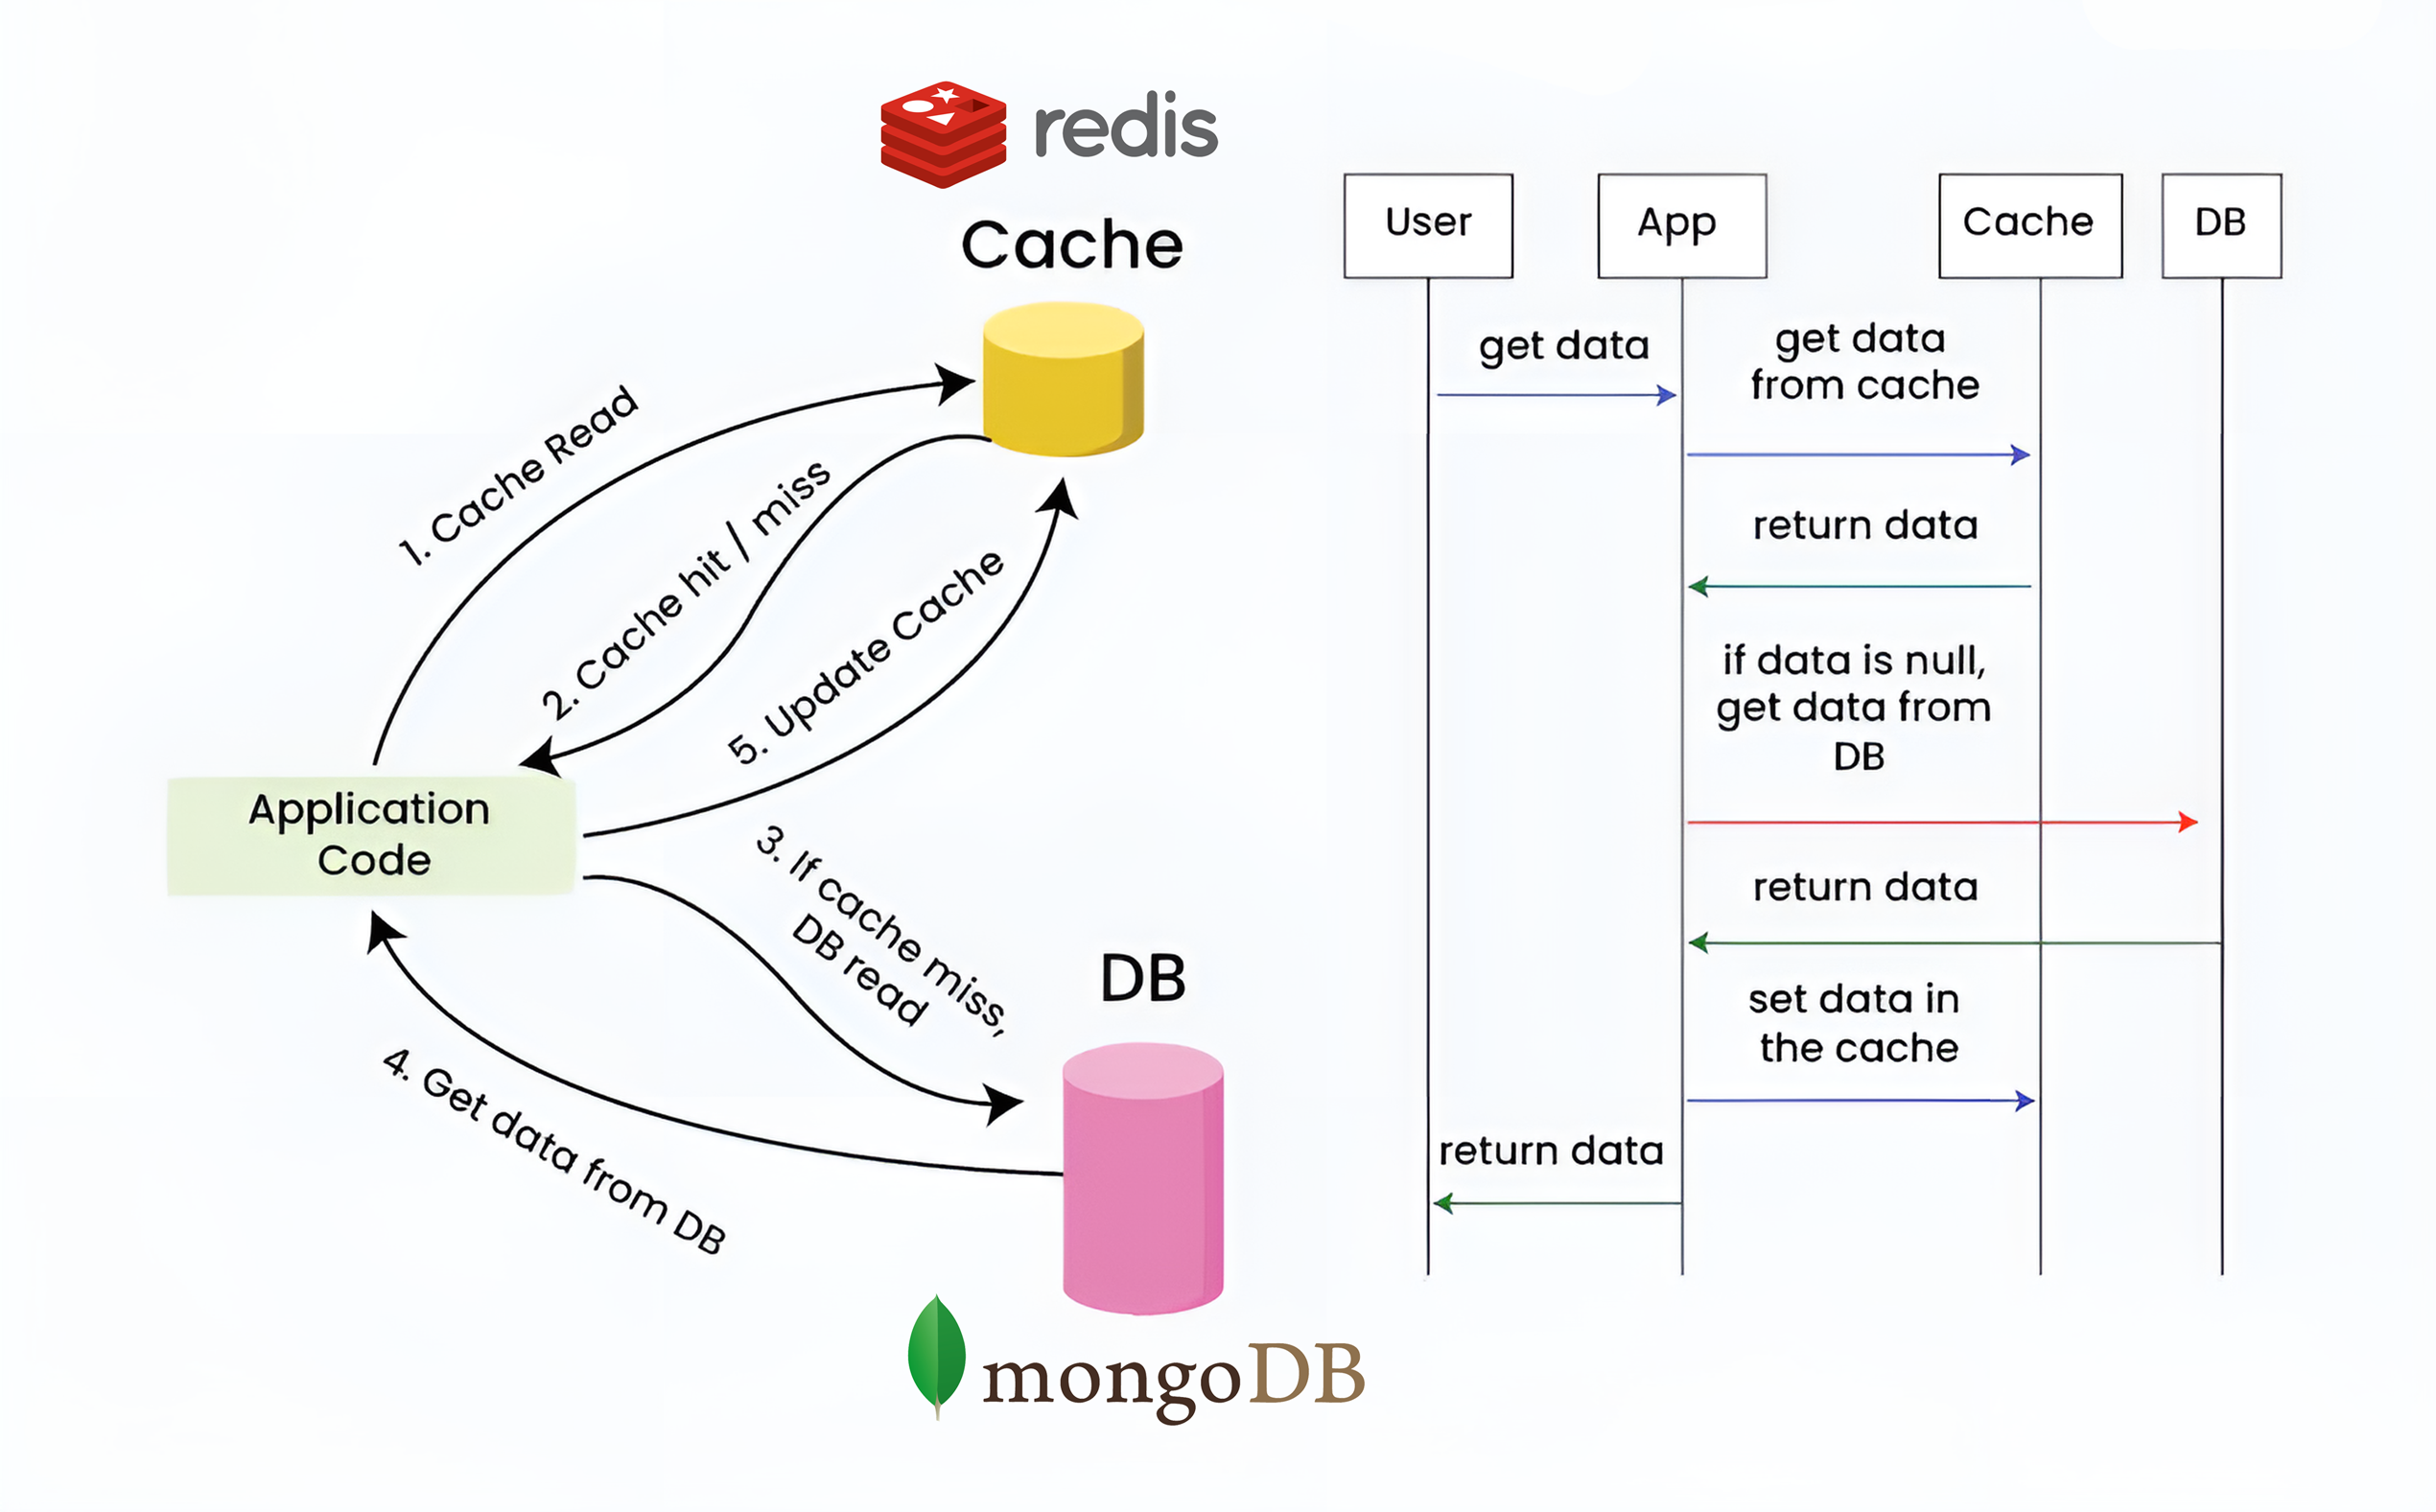 redis
Cache
1. Cache Read
2. Cache hit / miss
5. Update Cache
Application
Code
3. If cache miss,
DB read
4. Get data from DB
DB
mongoDB
User
App
Cache
DB
get data
get data
from cache
return data
if data is null,
get data from
DB
return data
set data in
the cache
return data